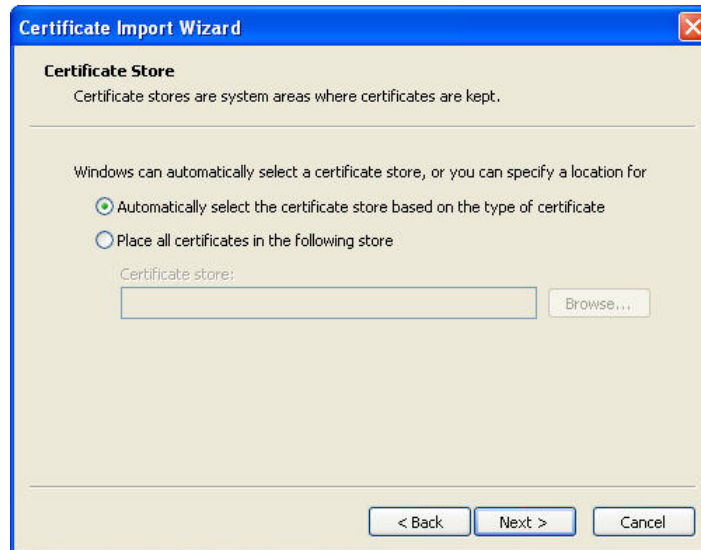 Certificate Import Wizard
Certificate Store
Certificate stores are system areas where certificates are kept.
Windows can automatically select a certificate store, or you can specify a location for
Automatically select the certificate store based on the type of certificate
Place all certificates in the following store
Certificate store:
Browse...
< Back Next > Cancel